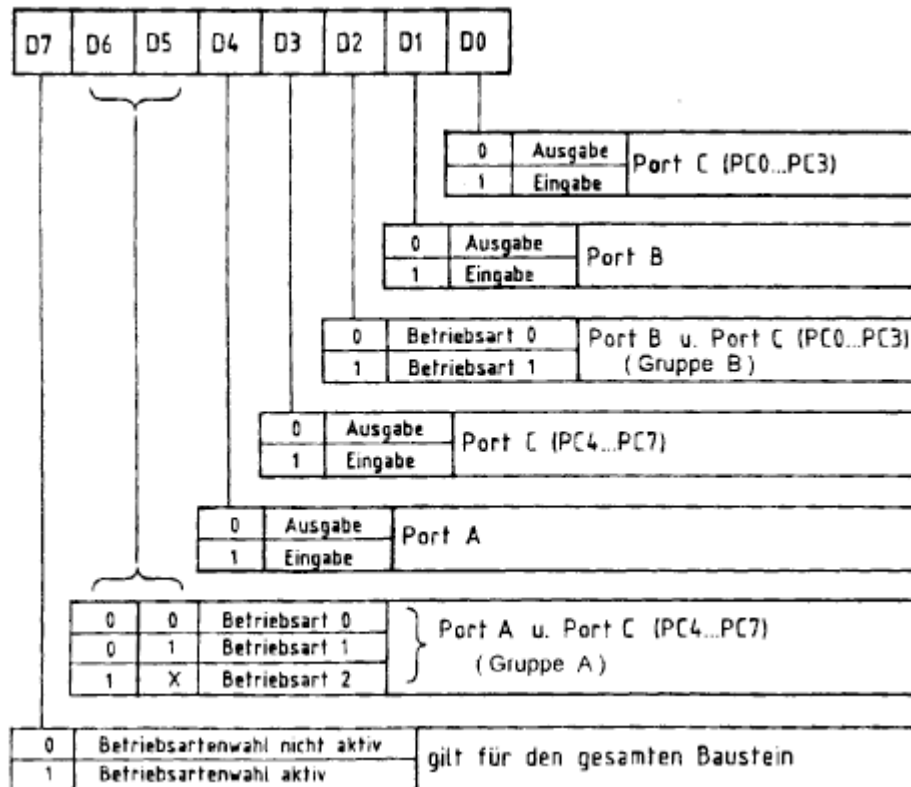 D7 D6 D5 D4 D3 D2 D1 D0
0 Ausgabe
1 Eingabe
Port C (PC0...PC3)
0 Ausgabe
1 Eingabe
Port B
0 Betriebsart 0
1 Betriebsart 1
Port B u. Port C (PC0...PC3)
(Gruppe B)
0 Ausgabe
1 Eingabe
Port C (PC4...PC7)
0 Ausgabe
1 Eingabe
Port A
0 0 Betriebsart 0
0 1 Betriebsart 1
1 X Betriebsart 2
Port A u. Port C (PC4...PC7)
(Gruppe A)
0 Betriebsartenwahl nicht aktiv
1 Betriebsartenwahl aktiv
gilt für den gesamten Baustein